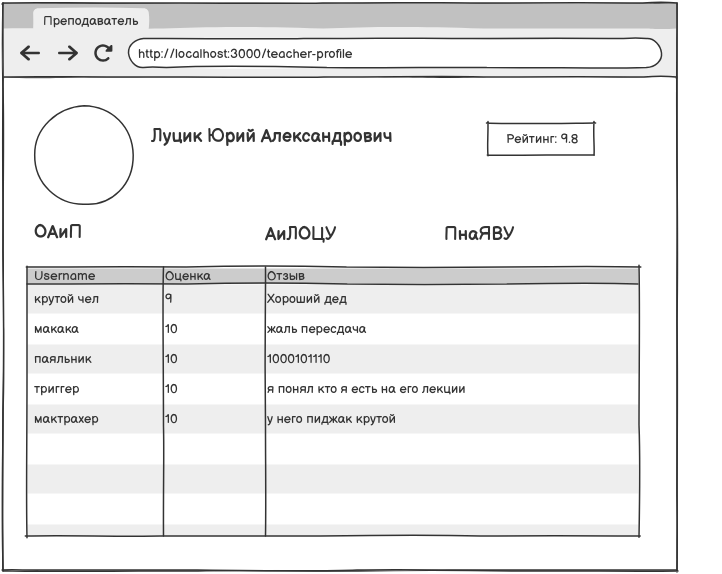 Преподаватель
http://localhost:3000/teacher-profile
Луцик Юрий Александрович
Рейтинг: 9.8
ОАиП АиЛОЦУ ПнаЯВУ
Username Оценка Отзыв
крутой чел 9 Хороший дед
макака 10 жаль пересдача
паяльник 10 1000101110
триггер 10 я понял кто я есть на его лекции
мактрахер 10 у него пиджак крутой